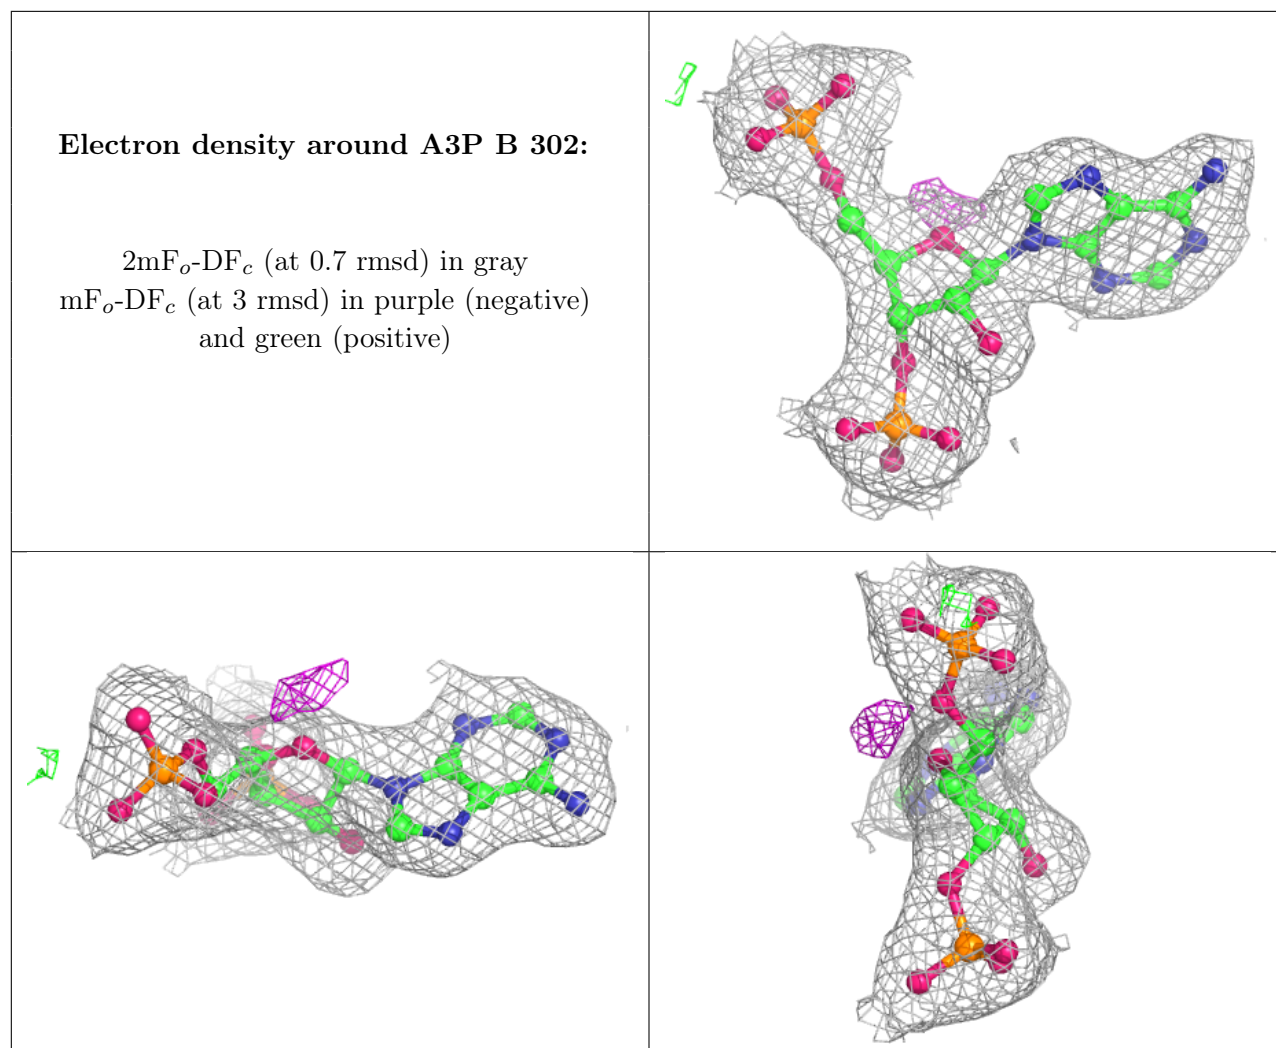 Electron density around A3P B 302:
2mFo-DFc (at 0.7 rmsd) in gray
mFo-DFc (at 3 rmsd) in purple (negative)
and green (positive)